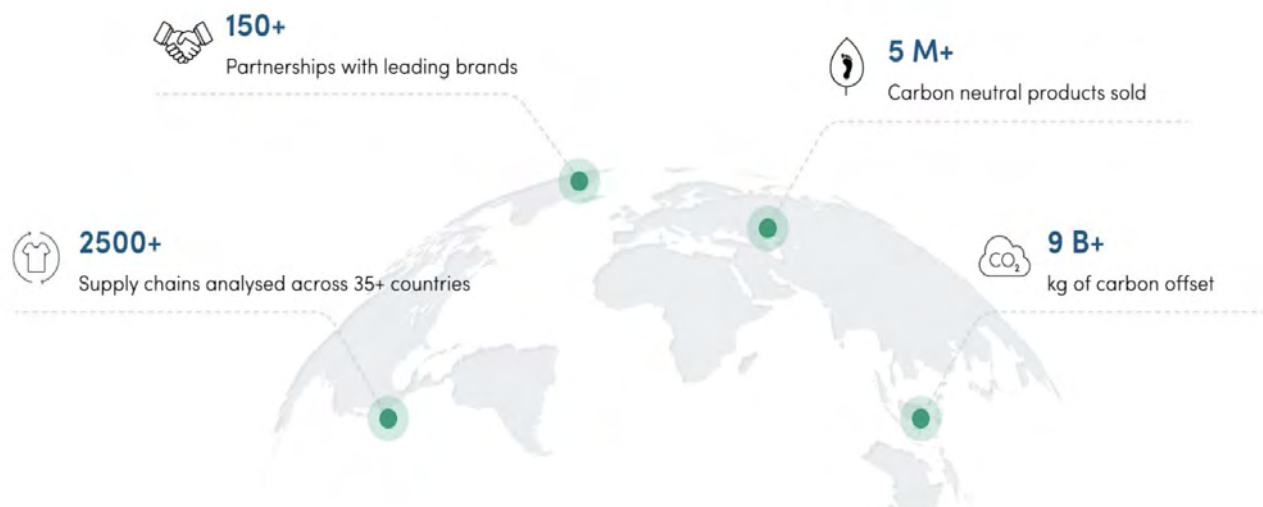 150+
Partnerships with leading brands
5 M+
Carbon neutral products sold
2500+
Supply chains analysed across 35+ countries
9 B+
CO₂
kg of carbon offset